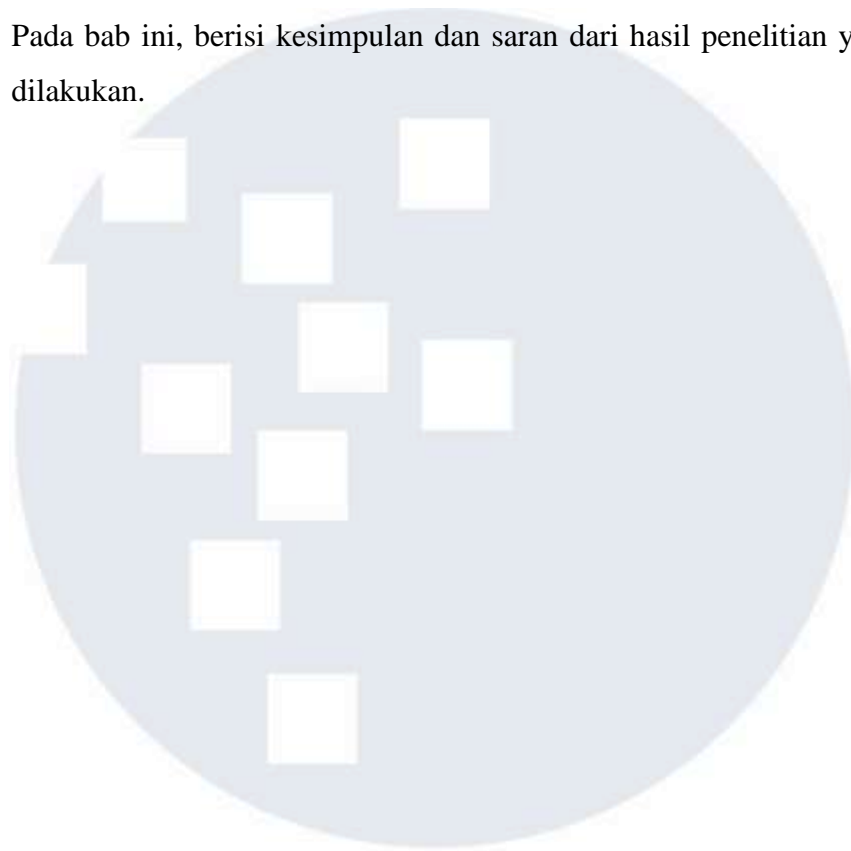 Pada bab ini, berisi kesimpulan dan saran dari hasil penelitian
dilakukan.